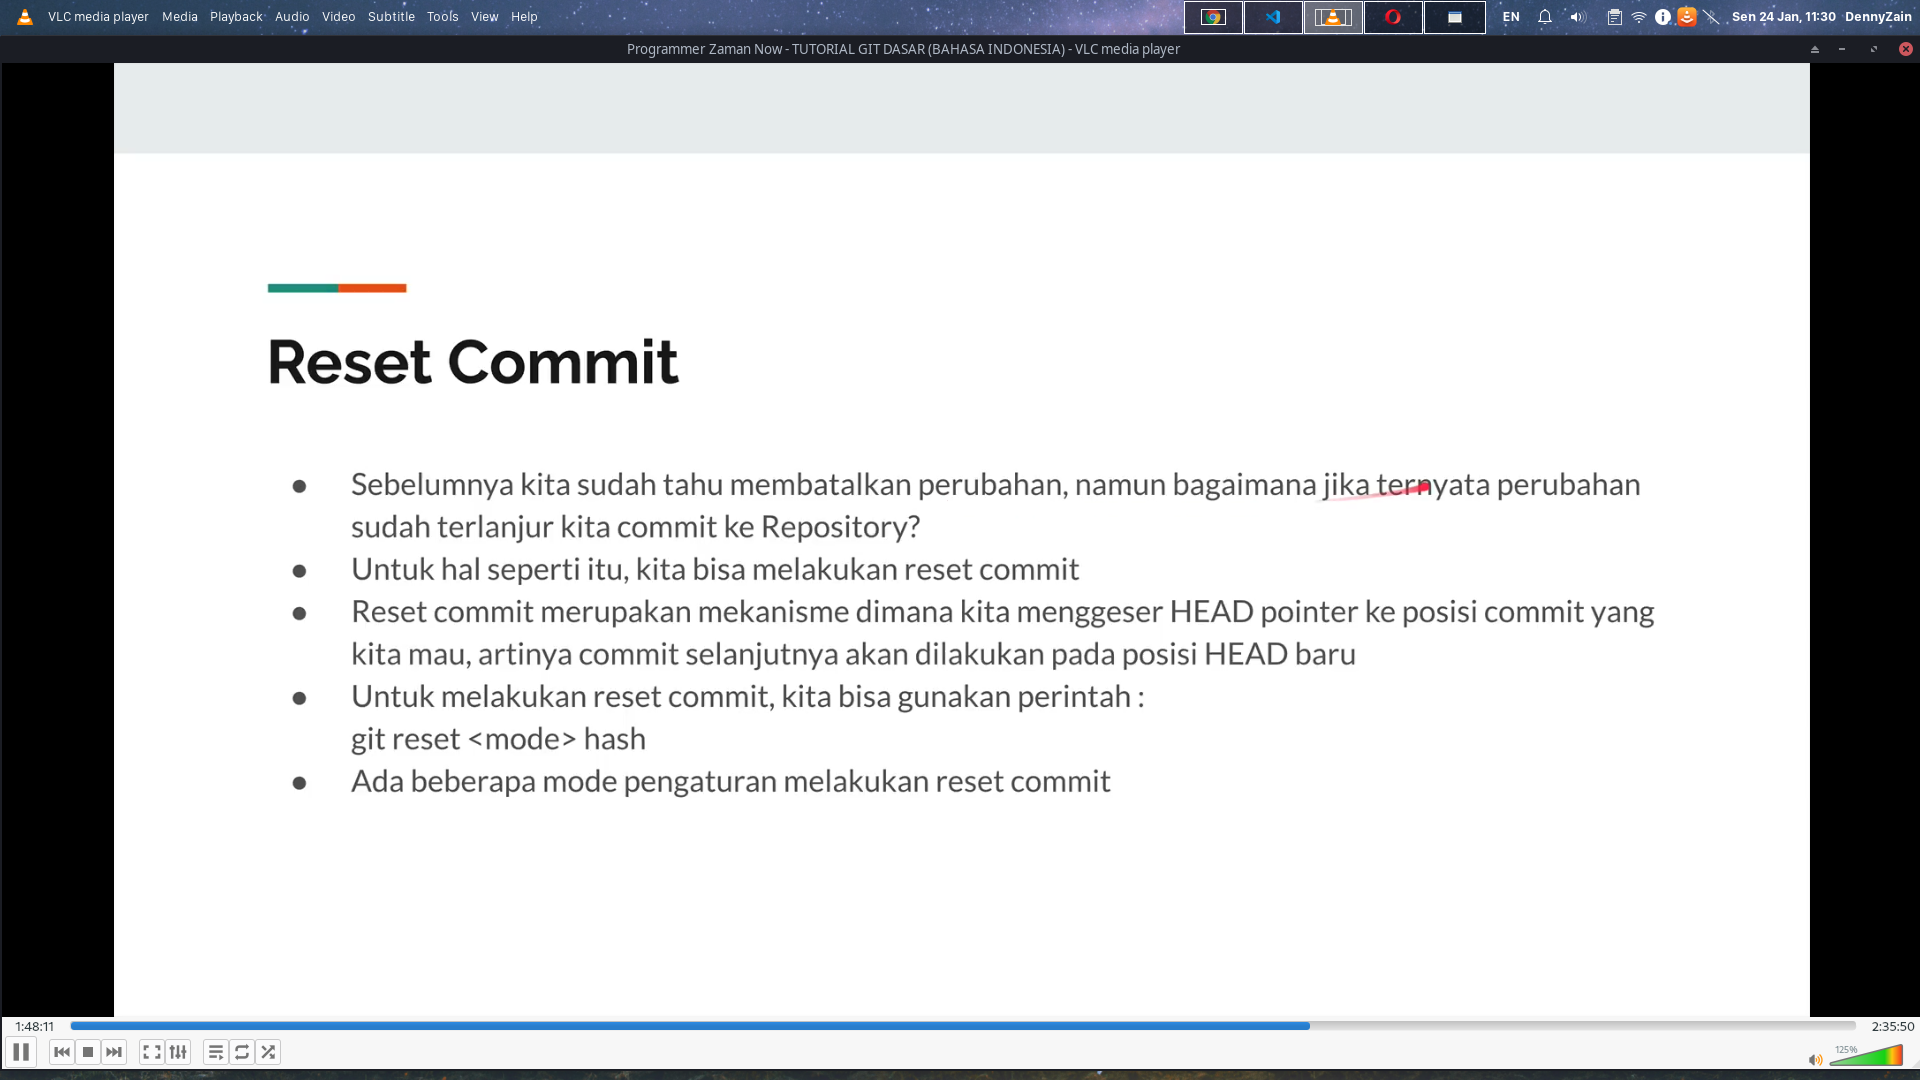 VLC media player Media Playback Audio Video Subtitle Tools View Help EN Sen 24 Jan, 11:30 DennyZain
Programmer Zaman Now - TUTORIAL GIT DASAR (BAHASA INDONESIA) - VLC media player
Reset Commit
● Sebelumnya kita sudah tahu membatalkan perubahan, namun bagaimana jika ternyata perubahan
sudah terlanjur kita commit ke Repository?
● Untuk hal seperti itu, kita bisa melakukan reset commit
● Reset commit merupakan mekanisme dimana kita menggeser HEAD pointer ke posisi commit yang
kita mau, artinya commit selanjutnya akan dilakukan pada posisi HEAD baru
● Untuk melakukan reset commit, kita bisa gunakan perintah :
git reset <mode> hash
● Ada beberapa mode pengaturan melakukan reset commit
1:48:11 2:35:50
125%